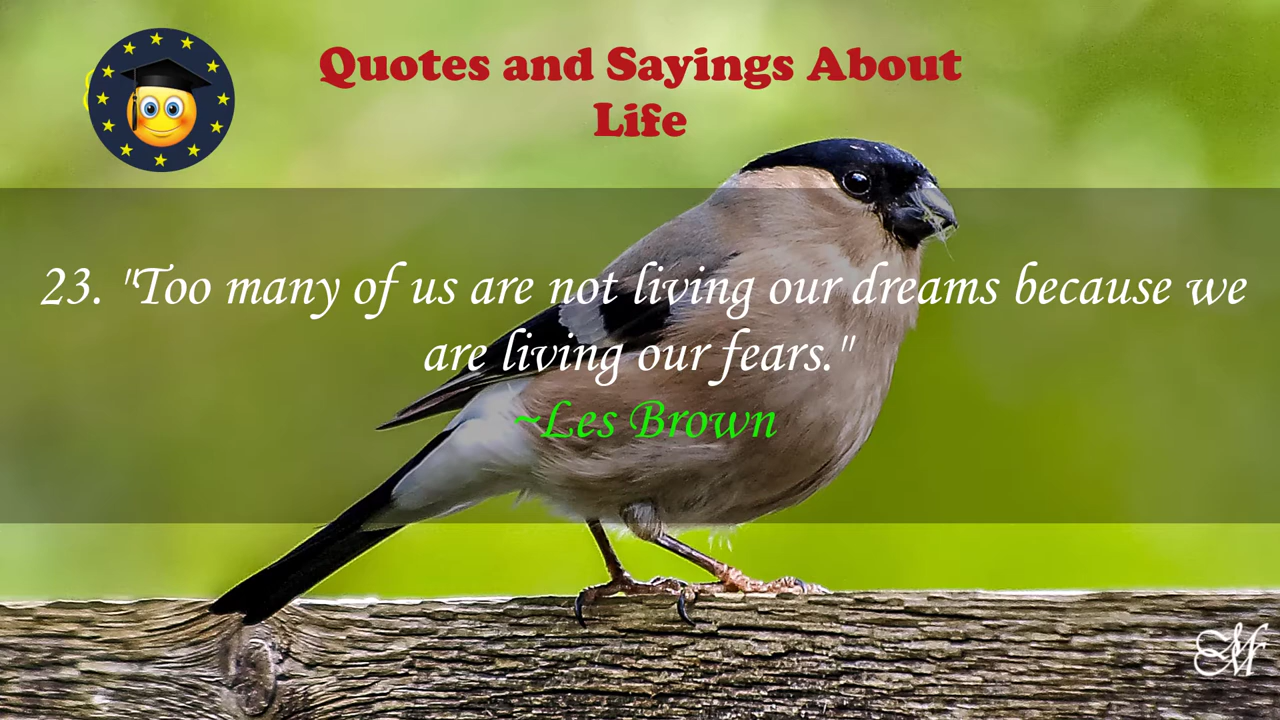 Quotes and Sayings About
Life
23. "Too many of us are not living our dreams because we
are living our fears."
~Les Brown